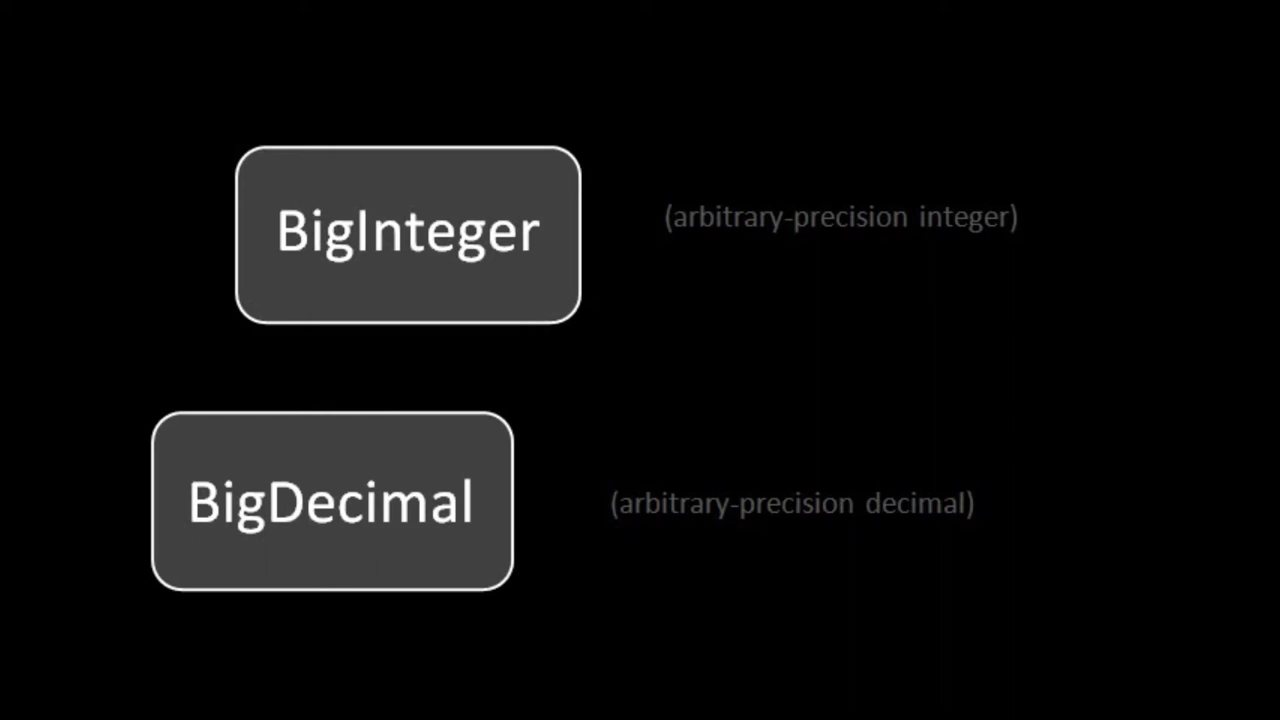 BigInteger
(arbitrary-precision integer)
BigDecimal
(arbitrary-precision decimal)